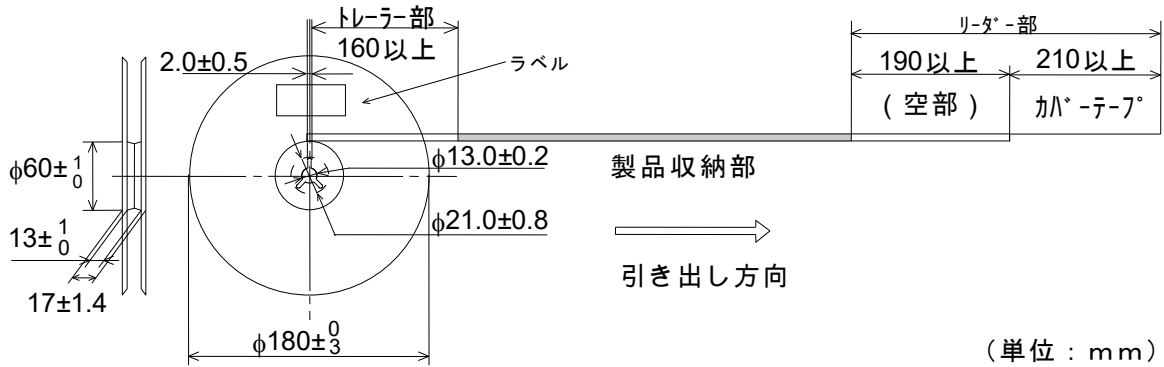 トレーラー部
リーダー部
160以上
190以上
210以上
2.0±0.5
ラベル
(空部)
カバーテープ
φ60±1/0
φ13.0±0.2
製品収納部
φ21.0±0.8
13±1/0
引き出し方向
17±1.4
φ180±0/3
(単位:mm)